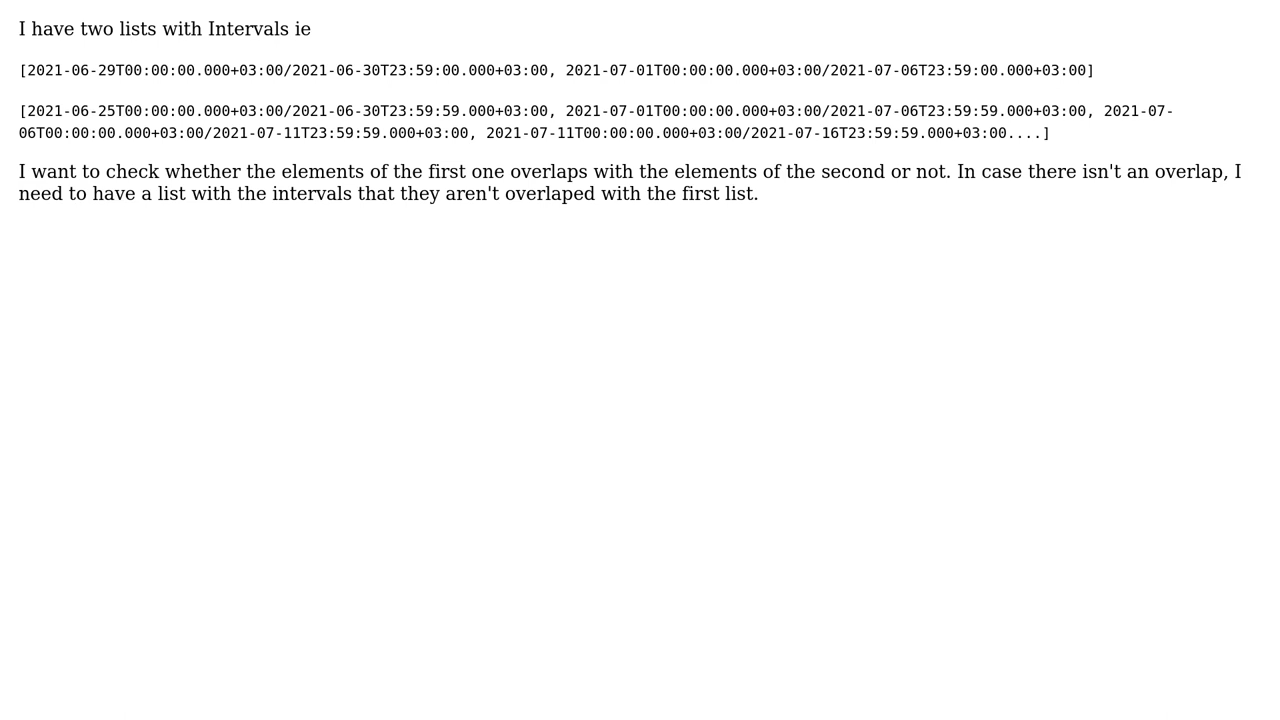 I have two lists with Intervals ie
[2021-06-29T00:00:00.000+03:00/2021-06-30T23:59:00.000+03:00, 2021-07-01T00:00:00.000+03:00/2021-07-06T23:59:00.000+03:00]
[2021-06-25T00:00:00.000+03:00/2021-06-30T23:59:59.000+03:00, 2021-07-01T00:00:00.000+03:00/2021-07-06T23:59:59.000+03:00, 2021-07-
06T00:00:00.000+03:00/2021-07-11T23:59:59.000+03:00, 2021-07-11T00:00:00.000+03:00/2021-07-16T23:59:59.000+03:00....]
I want to check whether the elements of the first one overlaps with the elements of the second or not. In case there isn't an overlap, I
need to have a list with the intervals that they aren't overlaped with the first list.